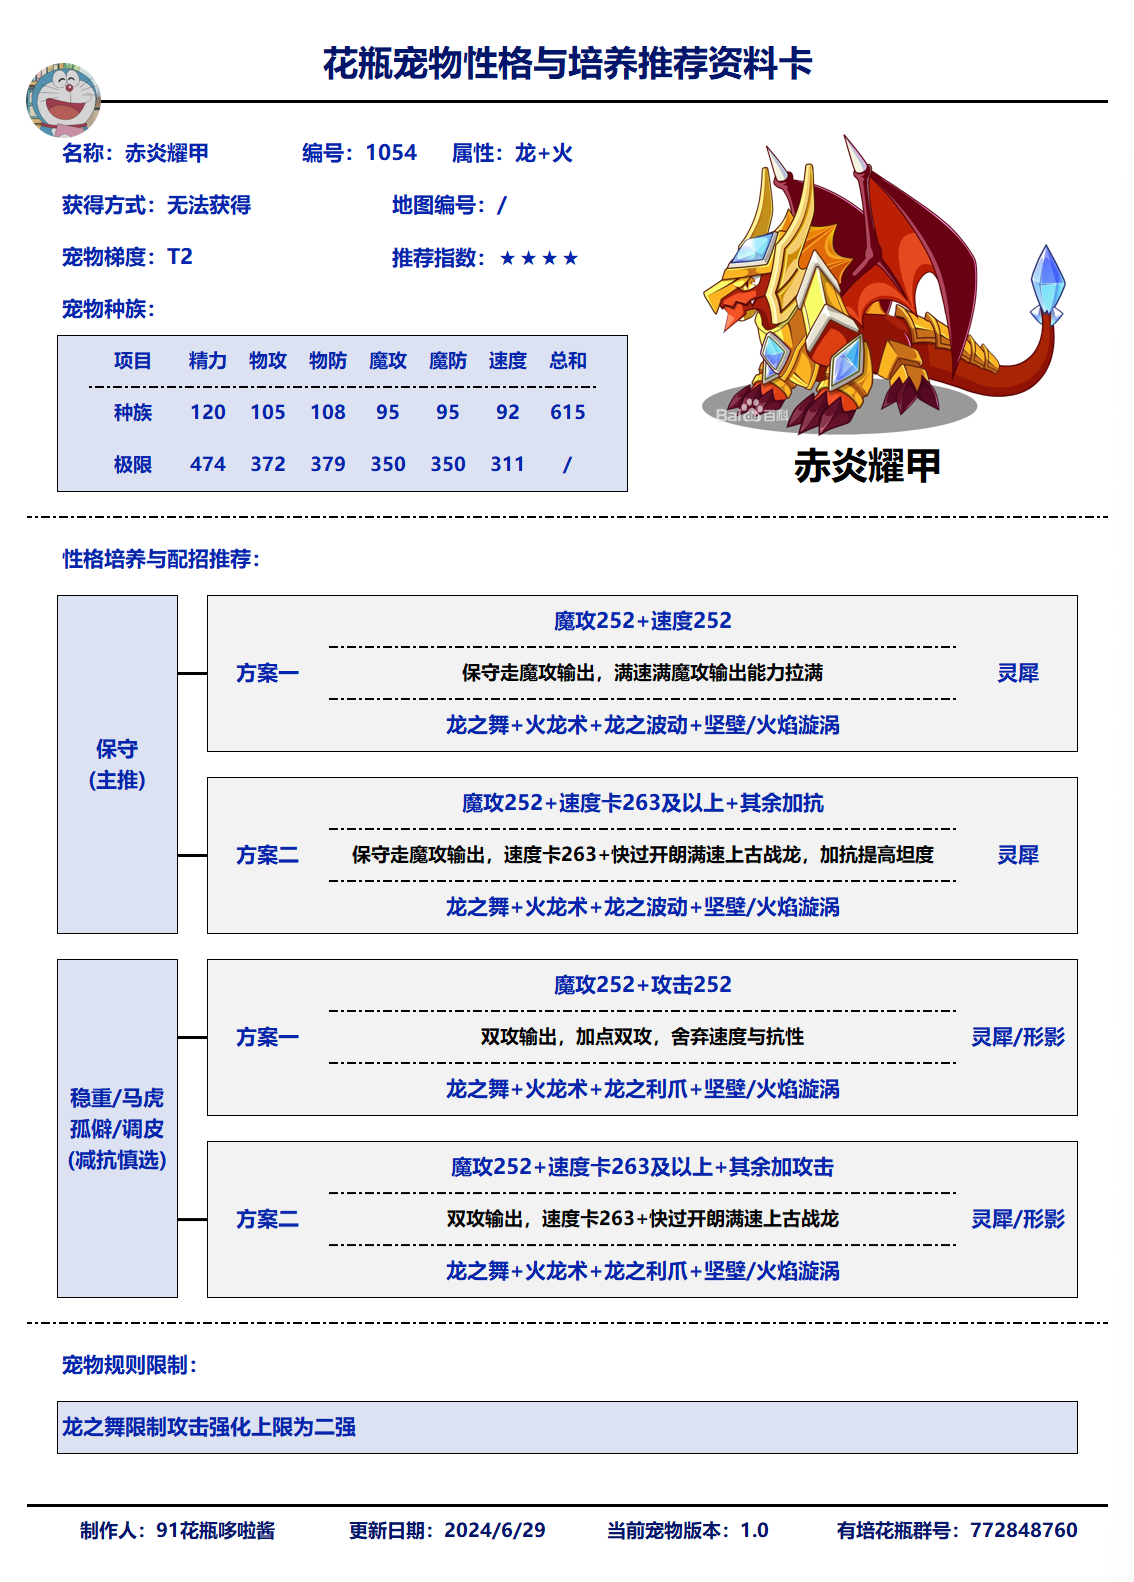 花瓶宠物性格与培养推荐资料卡
名称：赤炎耀甲 编号：1054 属性：龙+火
获得方式：无法获得 地图编号：/
宠物梯度：T2 推荐指数：★★★★
宠物种族：
项目 精力 物攻 物防 魔攻 魔防 速度 总和
种族 120 105 108 95 95 92 615
极限 474 372 379 350 350 311 /
Baidu百科
赤炎耀甲
性格培养与配招推荐：
保守
(主推)
方案一
魔攻252+速度252
保守走魔攻输出，满速满魔攻输出能力拉满
龙之舞+火龙术+龙之波动+坚壁/火焰漩涡
灵犀
方案二
魔攻252+速度卡263及以上+其余加抗
保守走魔攻输出，速度卡263+快过开朗满速上古战龙，加抗提高坦度
龙之舞+火龙术+龙之波动+坚壁/火焰漩涡
灵犀
稳重/马虎
孤僻/调皮
(减抗慎选)
方案一
魔攻252+攻击252
双攻输出，加点双攻，舍弃速度与抗性
龙之舞+火龙术+龙之利爪+坚壁/火焰漩涡
灵犀/形影
方案二
魔攻252+速度卡263及以上+其余加攻击
双攻输出，速度卡263+快过开朗满速上古战龙
龙之舞+火龙术+龙之利爪+坚壁/火焰漩涡
灵犀/形影
宠物规则限制：
龙之舞限制攻击强化上限为二强
制作人：91花瓶哆啦酱 更新日期：2024/6/29 当前宠物版本：1.0 有培花瓶群号：772848760